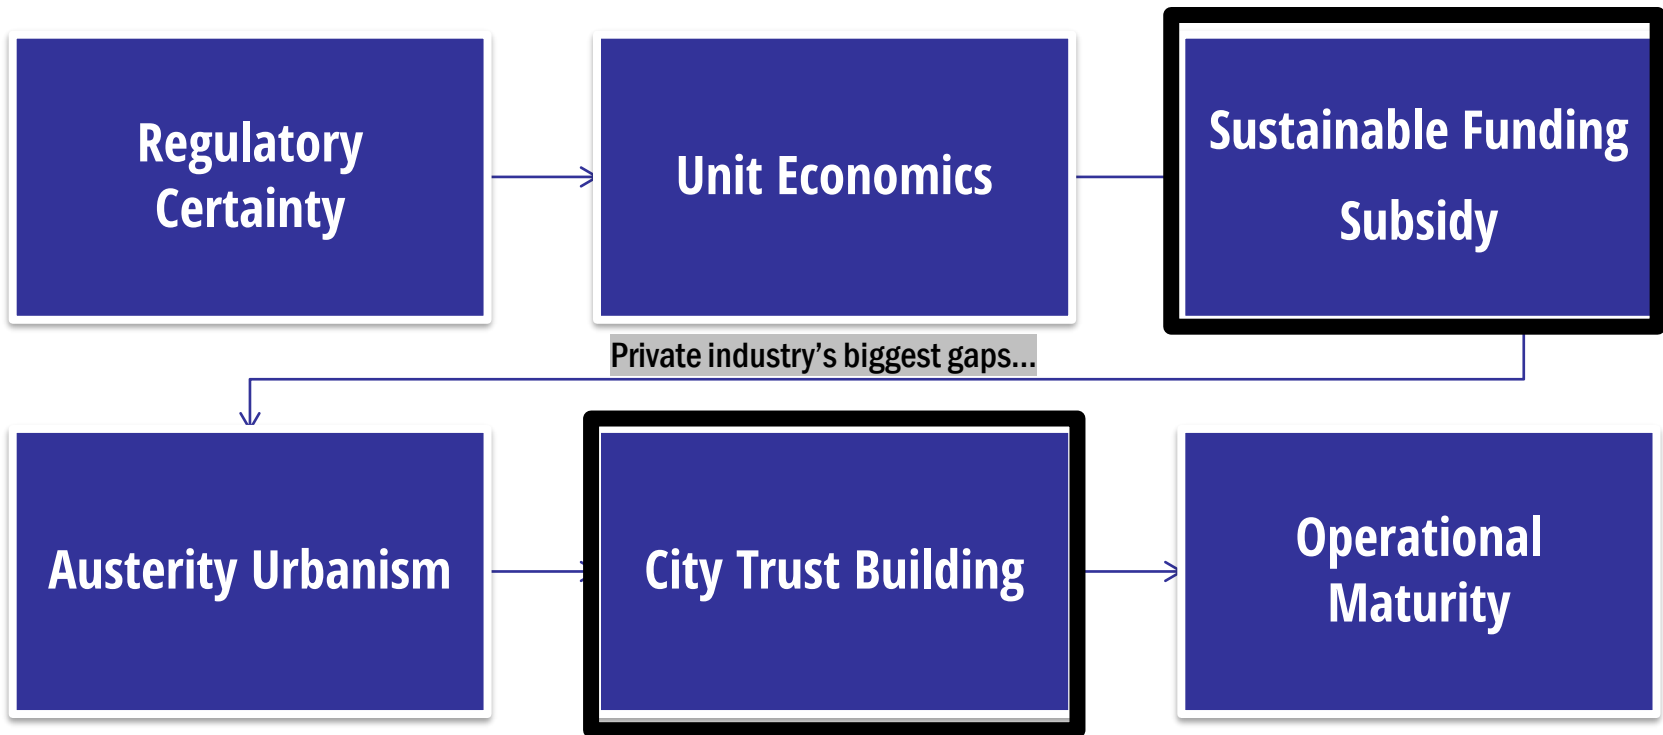 Regulatory
Certainty
Unit Economics
Sustainable Funding
Subsidy
Private industry’s biggest gaps...
Austerity Urbanism
City Trust Building
Operational
Maturity